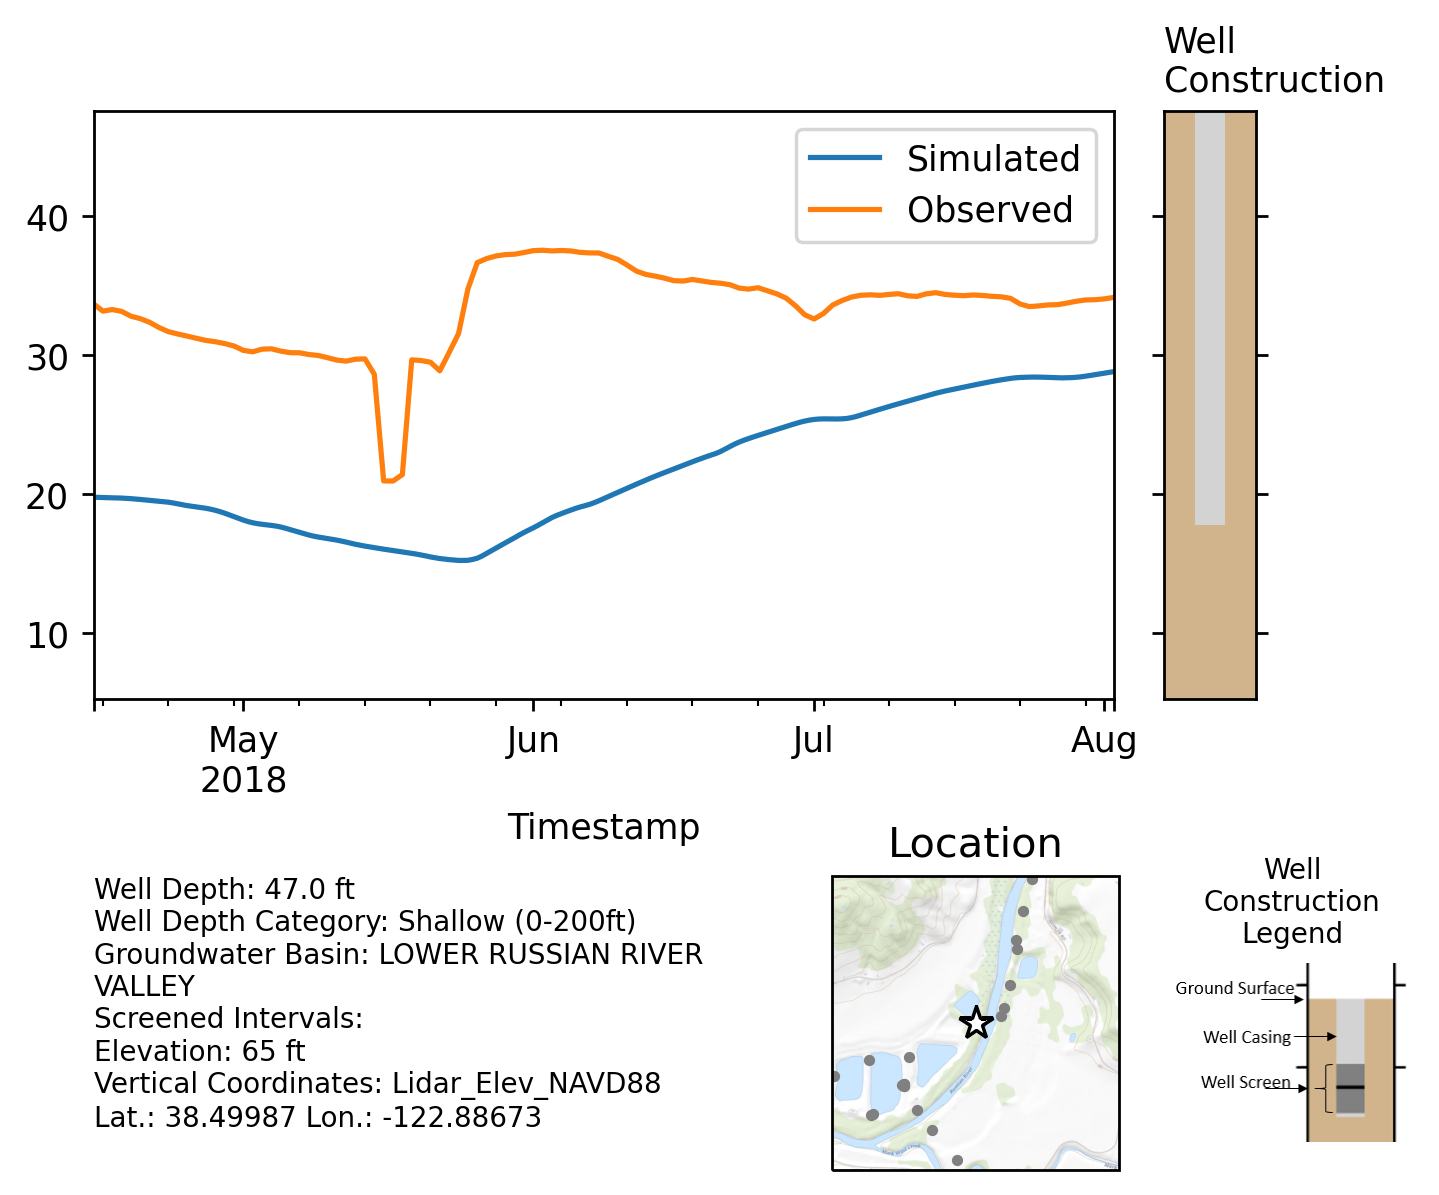 Well
Construction
Simulated
Observed
40
30
20
10
May
2018
Jun
Jul
Aug
Timestamp
Well Depth: 47.0 ft
Well Depth Category: Shallow (0-200ft)
Groundwater Basin: LOWER RUSSIAN RIVER
VALLEY
Screened Intervals:
Elevation: 65 ft
Vertical Coordinates: Lidar_Elev_NAVD88
Lat.: 38.49987 Lon.: -122.88673
Location
Well
Construction
Legend
Ground Surface
Well Casing
Well Screen